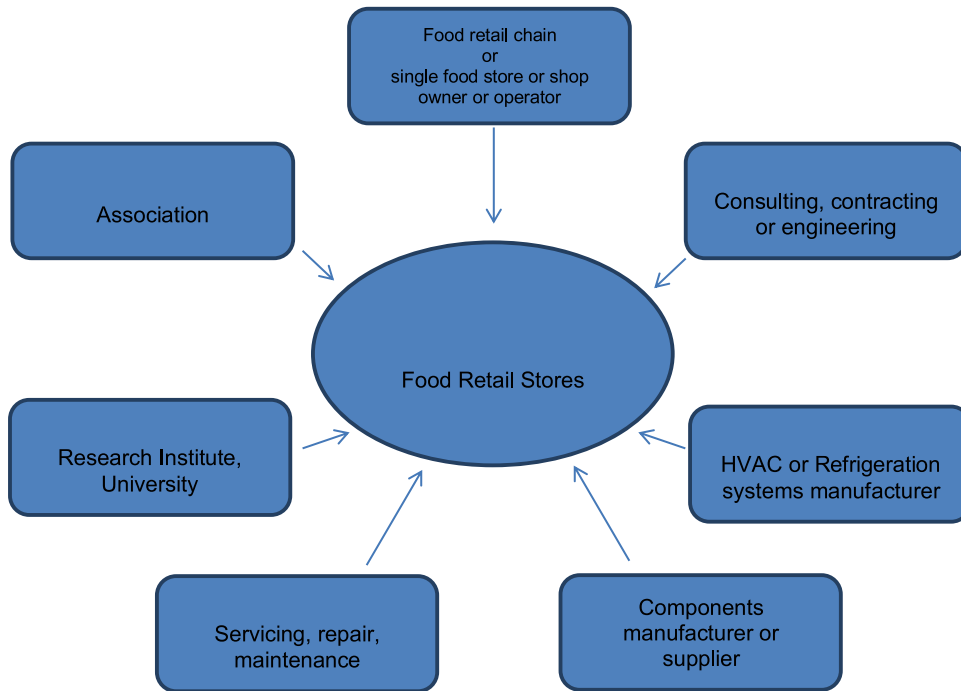 Food retail chain
or
single food store or shop
owner or operator
Association
Consulting, contracting
or engineering
Food Retail Stores
Research Institute,
University
HVAC or Refrigeration
systems manufacturer
Servicing, repair,
maintenance
Components
manufacturer or
supplier